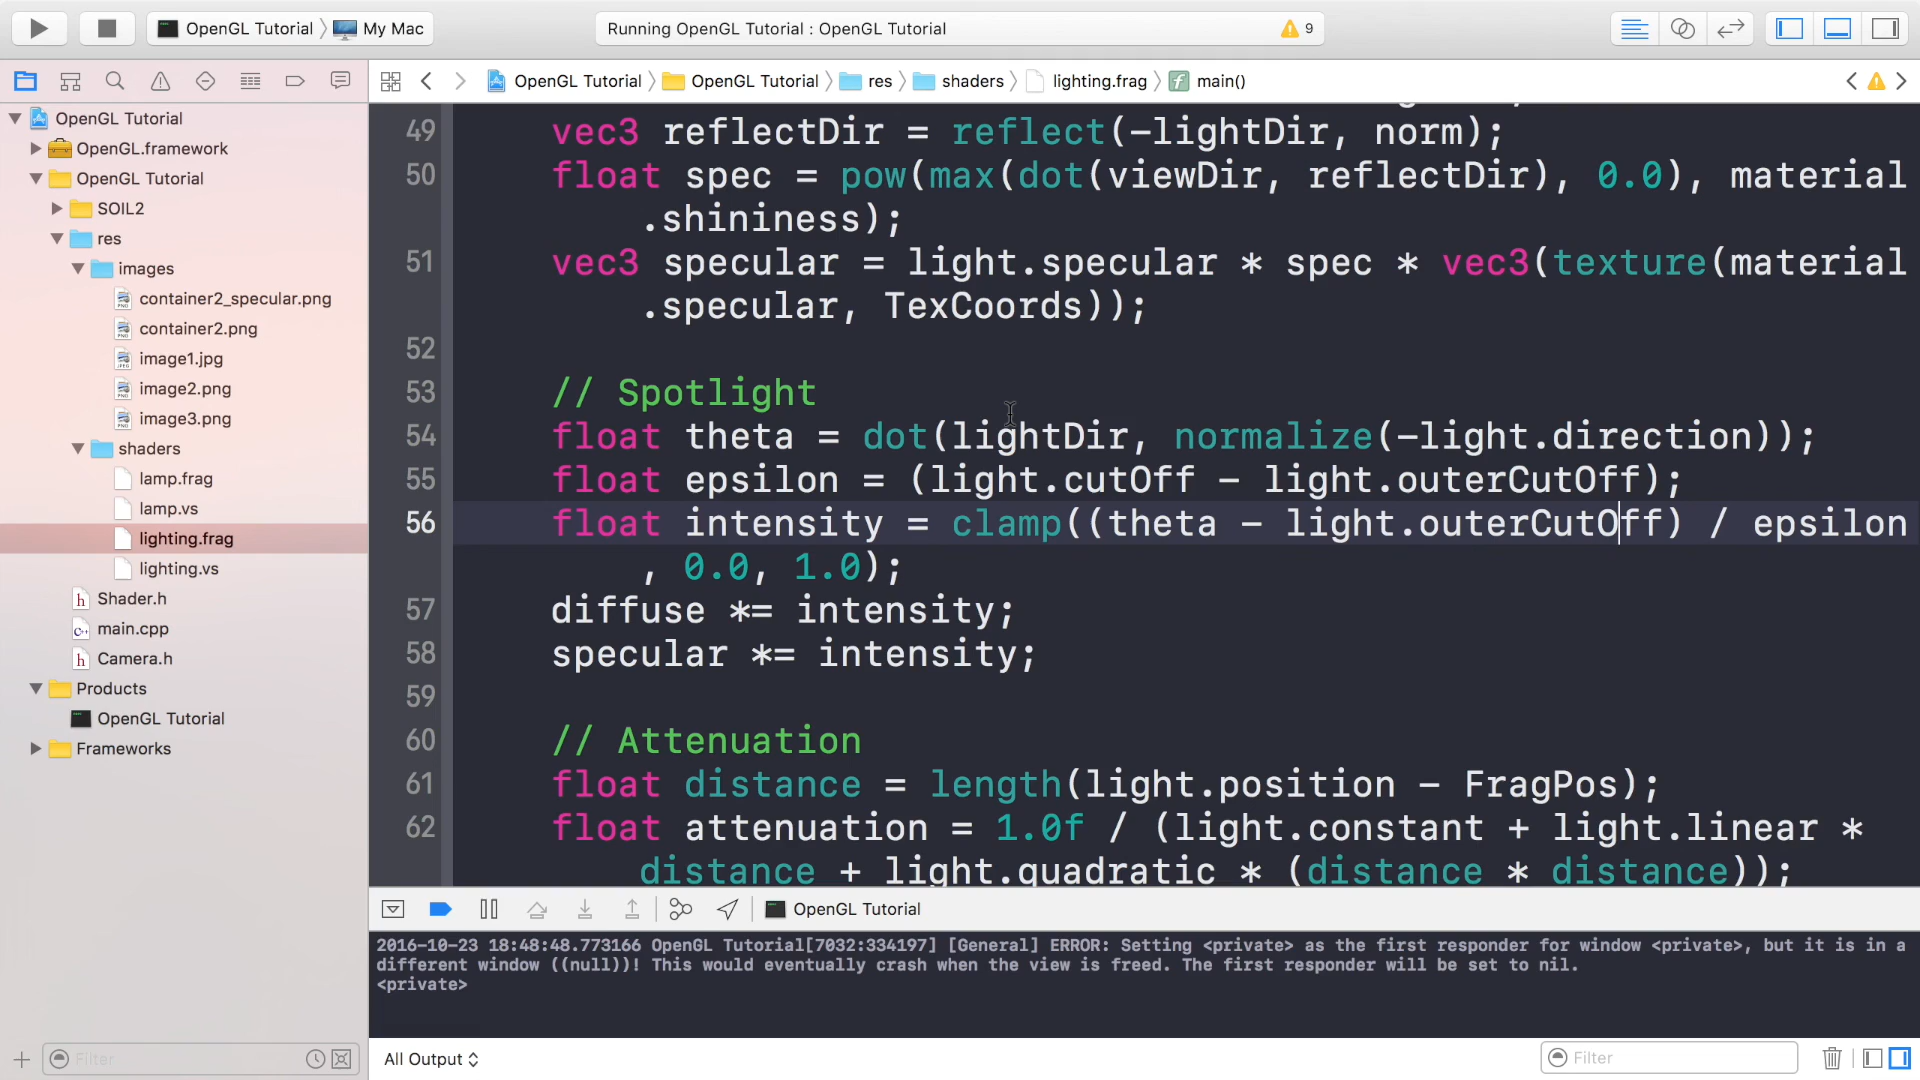 OpenGL Tutorial My Mac
Running OpenGL Tutorial : OpenGL Tutorial
9
OpenGL Tutorial
OpenGL.framework
OpenGL Tutorial
SOIL2
res
images
container2_specular.png
container2.png
image1.jpg
image2.png
image3.png
shaders
lamp.frag
lamp.vs
lighting.frag
lighting.vs
Shader.h
main.cpp
Camera.h
Products
OpenGL Tutorial
Frameworks
Filter
OpenGL Tutorial OpenGL Tutorial res shaders lighting.frag main()
49 vec3 reflectDir = reflect(-lightDir, norm);
50 float spec = pow(max(dot(viewDir, reflectDir), 0.0), material
.shininess);
51 vec3 specular = light.specular * spec * vec3(texture(material
.specular, TexCoords));
52
53 // Spotlight
54 float theta = dot(lightDir, normalize(-light.direction));
55 float epsilon = (light.cutOff - light.outerCutOff);
56 float intensity = clamp((theta - light.outerCutOff) / epsilon
, 0.0, 1.0);
57 diffuse *= intensity;
58 specular *= intensity;
59
60 // Attenuation
61 float distance = length(light.position - FragPos);
62 float attenuation = 1.0f / (light.constant + light.linear *
distance + light.quadratic * (distance * distance));
OpenGL Tutorial
2016-10-23 18:48:48.773166 OpenGL Tutorial[7032:334197] [General] ERROR: Setting <private> as the first responder for window <private>, but it is in a
different window ((null))! This would eventually crash when the view is freed. The first responder will be set to nil.
<private>
All Output
Filter